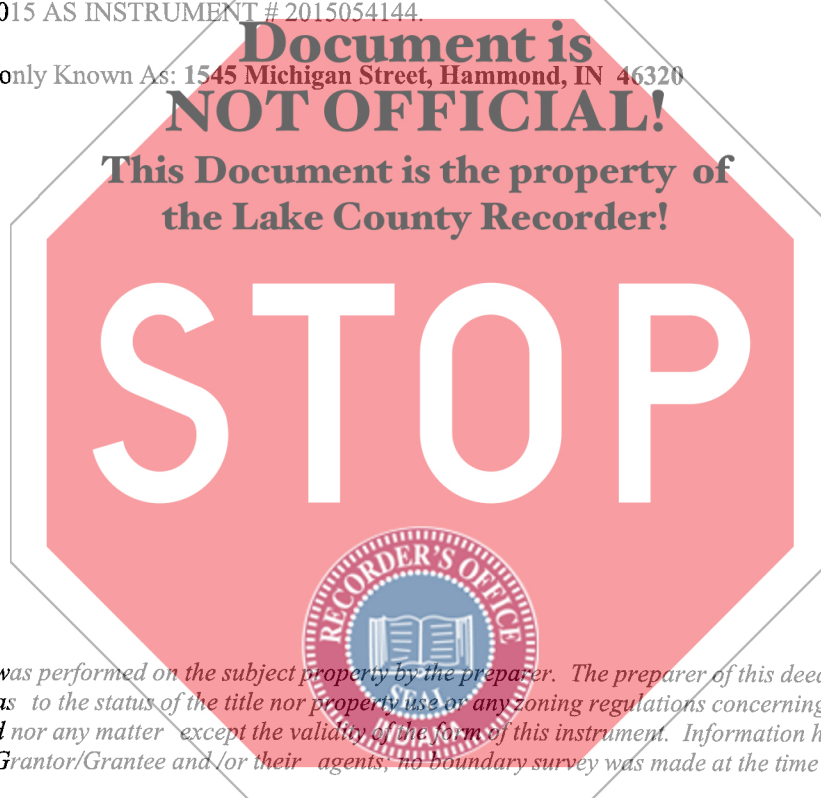 015 AS INSTRUMENT # 2015054144.
Document is
only Known As: 1545 Michigan Street, Hammond, IN 46320
NOT OFFICIAL!
This Document is the property of
the Lake County Recorder!
STOP
RECORDER'S OFFICE
SEAL
INDIANA
was performed on the subject property by the preparer. The preparer of this deed
as to the status of the title nor property use or any zoning regulations concerning
d nor any matter except the validity of the form of this instrument. Information h
Grantor/Grantee and /or their agents; no boundary survey was made at the time